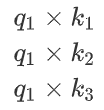 q₁ × k₁
q₁ × k₂
q₁ × k₃